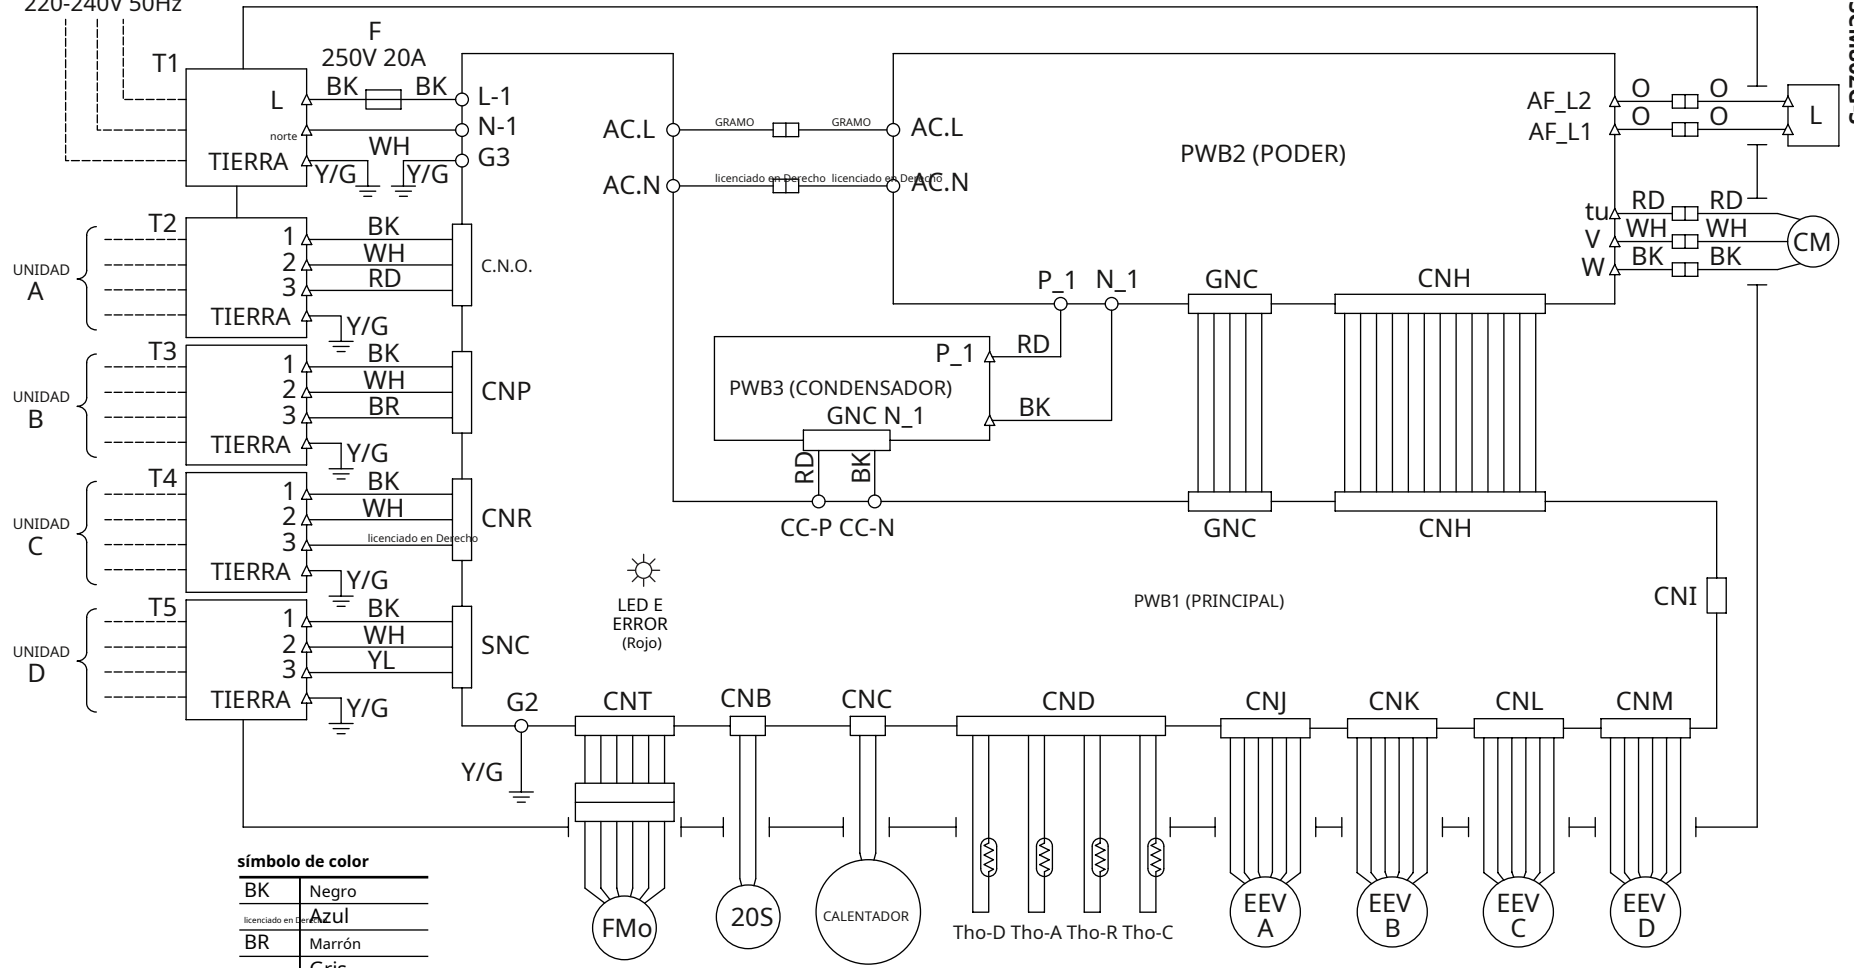 220-240V 50Hz
F
250V 20A
T1
BK BK
L
L-1
norte
N-1
WH
TIERRA
G3
Y/G Y/G
AC.L
GRAMO GRAMO
AC.L
AC.N
licenciado en Derecho licenciado en Derecho
AC.N
PWB2 (PODER)
AF_L2
O O
AF_L1
O O
L
tu
RD RD
V
WH WH
CM
W
BK BK
T2
UNIDAD
A
1
BK
2
WH
3
RD
C.N.O.
TIERRA
Y/G
T3
UNIDAD
B
1
BK
2
WH
3
BR
CNP
TIERRA
Y/G
T4
UNIDAD
C
1
BK
2
WH
3
licenciado en Derecho
CNR
TIERRA
Y/G
T5
UNIDAD
D
1
BK
2
WH
3
YL
SNC
TIERRA
Y/G
P_1 N_1
GNC
CNH
P_1
RD
PWB3 (CONDENSADOR)
GNC N_1
BK
RD
BK
CC-P CC-N
GNC
CNH
LED E
ERROR
(Rojo)
PWB1 (PRINCIPAL)
CNI
G2
Y/G
CNT
CNB
CNC
CND
CNJ
CNK
CNL
CNM
FMo
20S
CALENTADOR
Tho-D Tho-A Tho-R Tho-C
EEV
A
EEV
B
EEV
C
EEV
D
símbolo de color
BK Negro
licenciado en Derecho Azul
BR Marrón
Gris